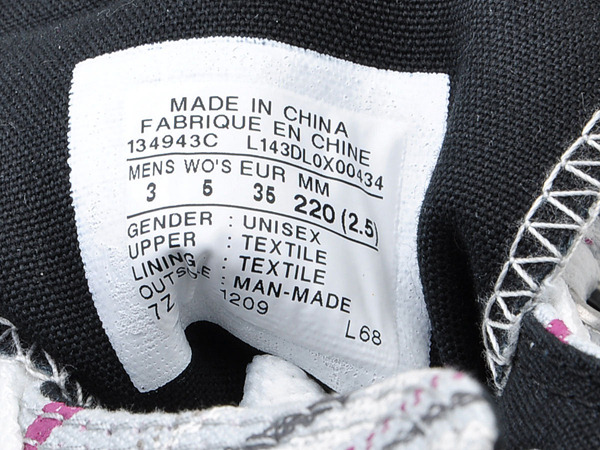 MADE IN CHINA
FABRIQUE EN CHINE
134943C L143DL0X00434
MENS WO'S EUR MM
3 5 35 220 (2.5)
GENDER : UNISEX
UPPER : TEXTILE
LINING : TEXTILE
: MAN-MADE
7Z 1209 L68